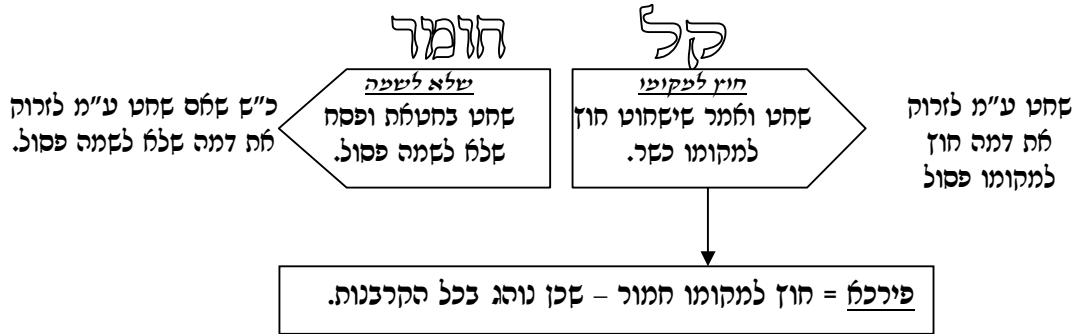 קל
חומר
שחט ע"מ לזרוק
את דמה חוץ
למקומו פסול
חוץ למקומו
שחט ואמר שישחוט חוץ
למקומו כשר.
שלא לשמה
שחט בחטאת ופסח
שלא לשמה פסול.
כ"ש שאם שחט ע"מ לזרוק
את דמה שלא לשמה פסול.
פירכא = חוץ למקומו חמור – שכן נוהג בכל הקרבנות.